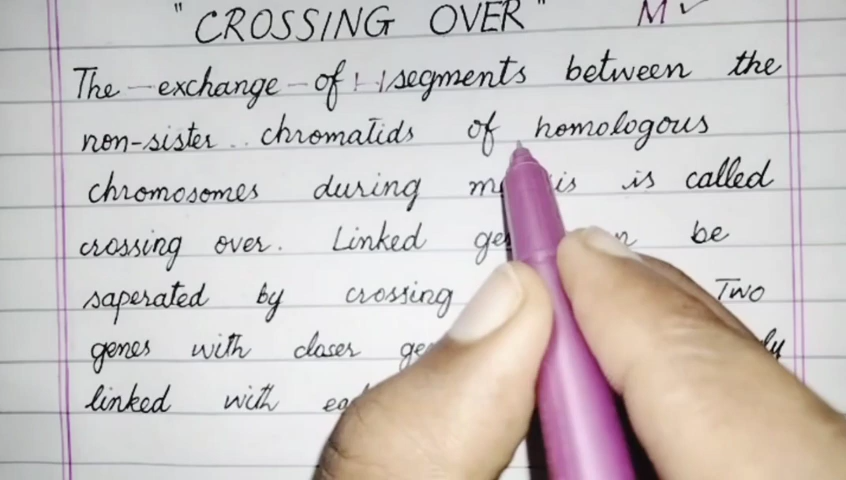 "CROSSING OVER" M
The exchange of segments between the
non-sister chromatids of homologous
chromosomes during is called
crossing over. Linked be
saperated by crossing Two
genes with closer
linked with